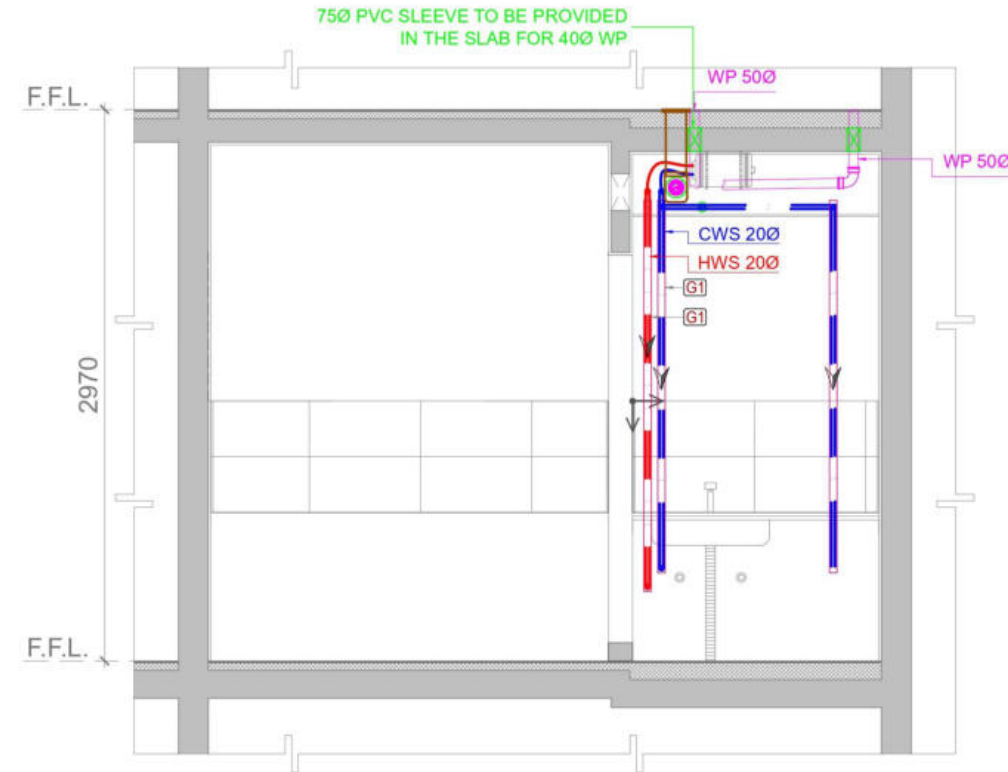 75Ø PVC SLEEVE TO BE PROVIDED
IN THE SLAB FOR 40Ø WP
WP 50Ø
F.F.L.
WP 50Ø
CWS 20Ø
HWS 20Ø
G1
G1
2970
F.F.L.